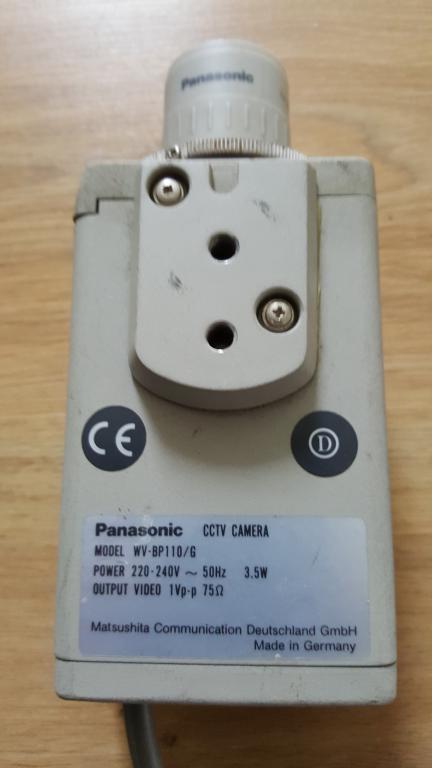 Panasonic
CE
D
Panasonic CCTV CAMERA
MODEL WV-BP110/G
POWER 220-240V ~ 50Hz 3.5W
OUTPUT VIDEO 1Vp-p 75Ω
Matsushita Communication Deutschland GmbH
Made in Germany